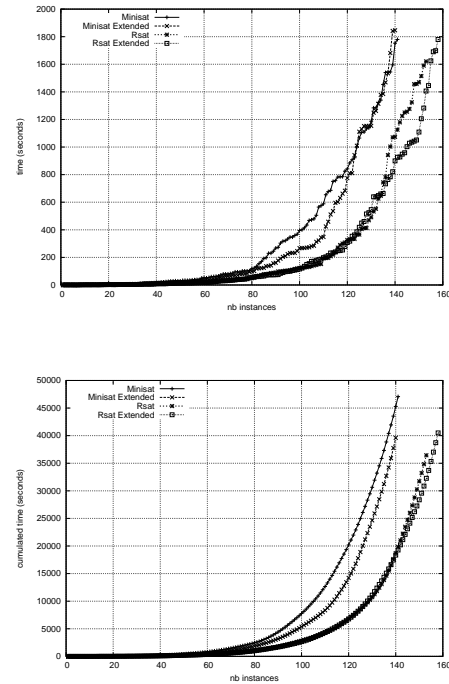 2000
1800
1600
1400
1200
1000
800
600
400
200
0
time (seconds)
Minisat
Minisat Extended
Rsat
Rsat Extended
0 20 40 60 80 100 120 140 160
nb instances
50000
45000
40000
35000
30000
25000
20000
15000
10000
5000
0
cumulated time (seconds)
Minisat
Minisat Extended
Rsat
Rsat Extended
0 20 40 60 80 100 120 140 160
nb instances